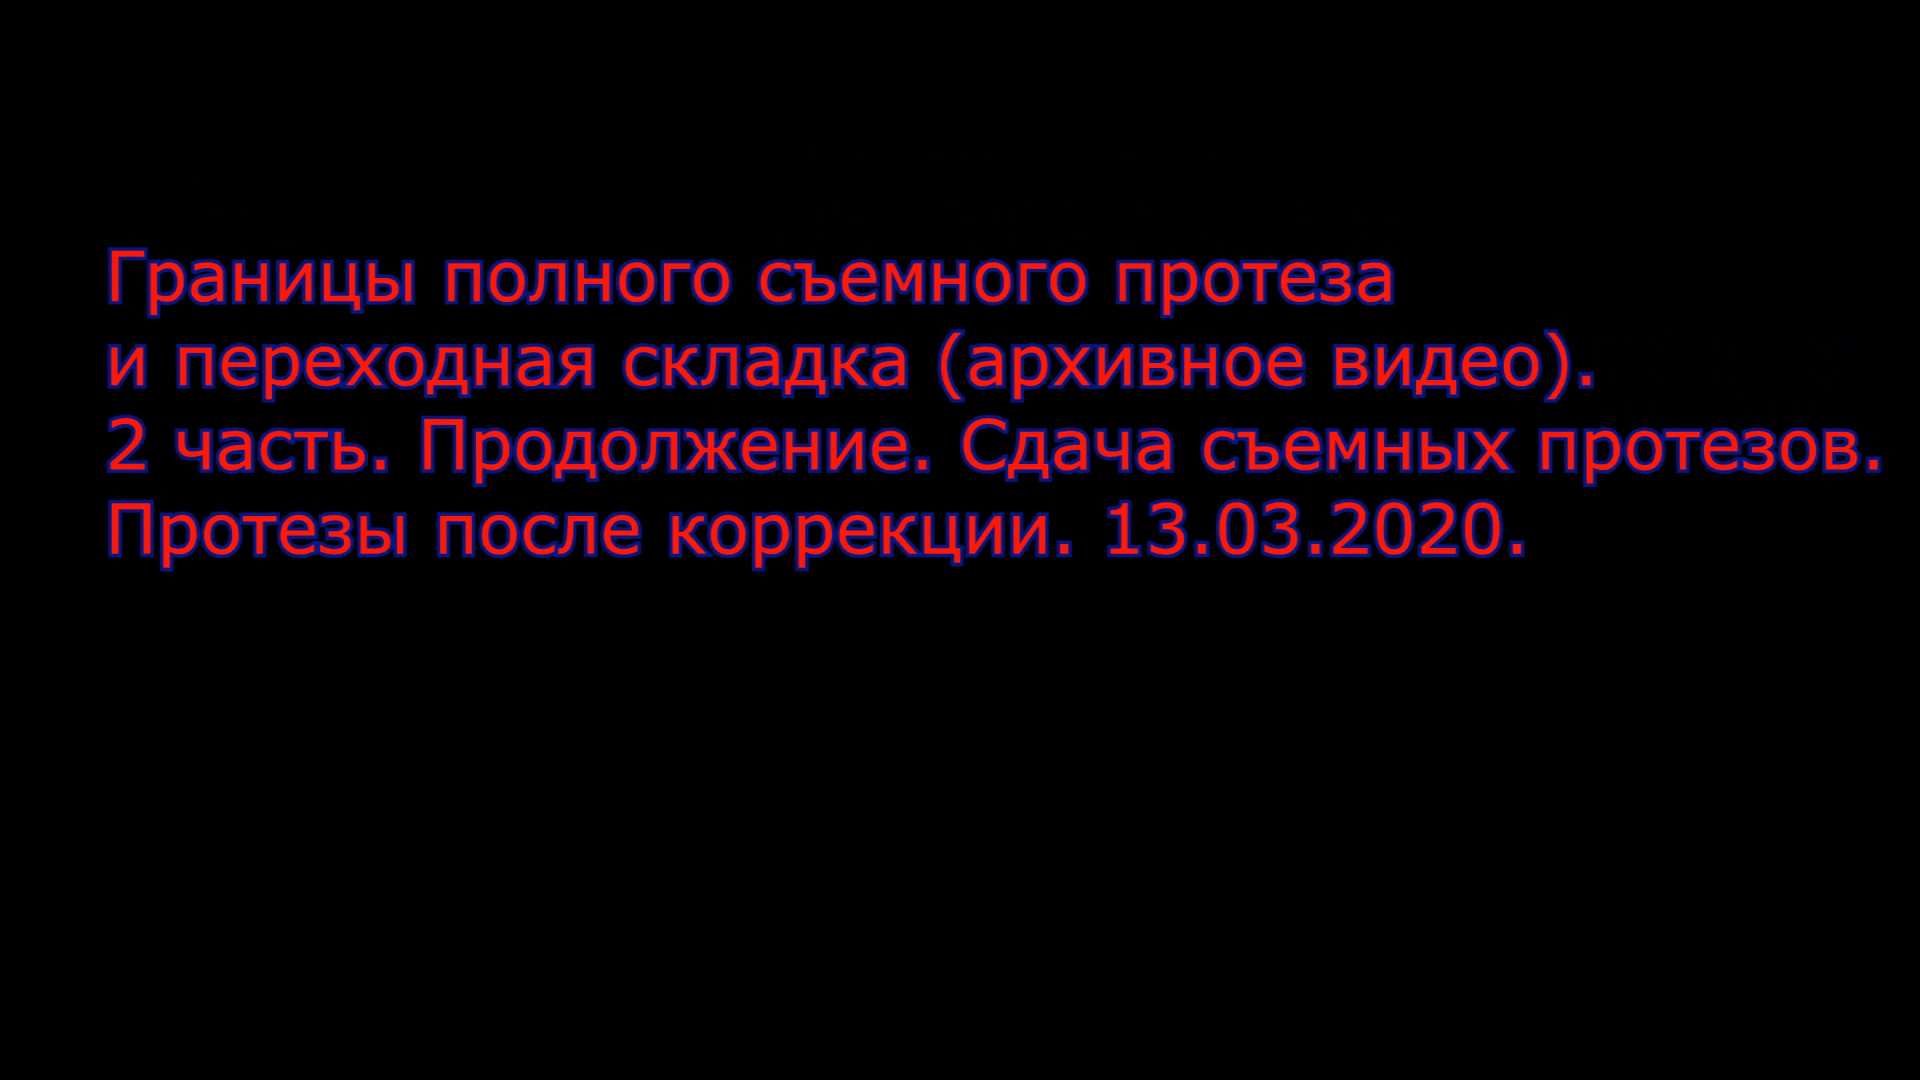 Границы полного съемного протеза
и переходная складка (архивное видео).
2 часть. Продолжение. Сдача съемных протезов.
Протезы после коррекции. 13.03.2020.